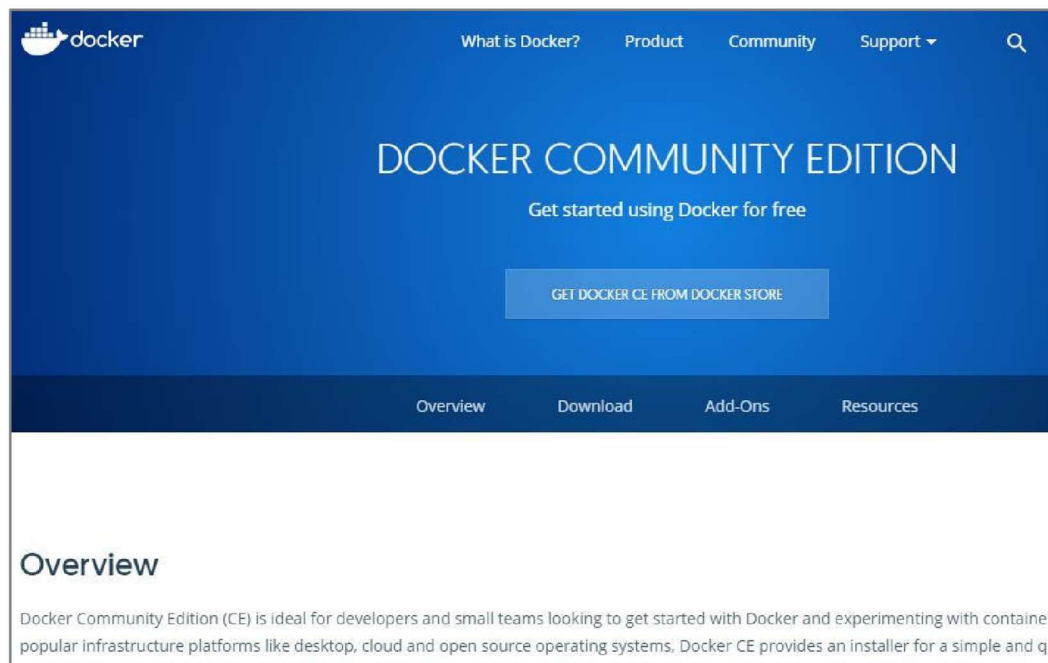 docker
What is Docker? Product Community Support
DOCKER COMMUNITY EDITION
Get started using Docker for free
GET DOCKER CE FROM DOCKER STORE
Overview Download Add-Ons Resources
Overview
Docker Community Edition (CE) is ideal for developers and small teams looking to get started with Docker and experimenting with containe
popular infrastructure platforms like desktop, cloud and open source operating systems, Docker CE provides an installer for a simple and q